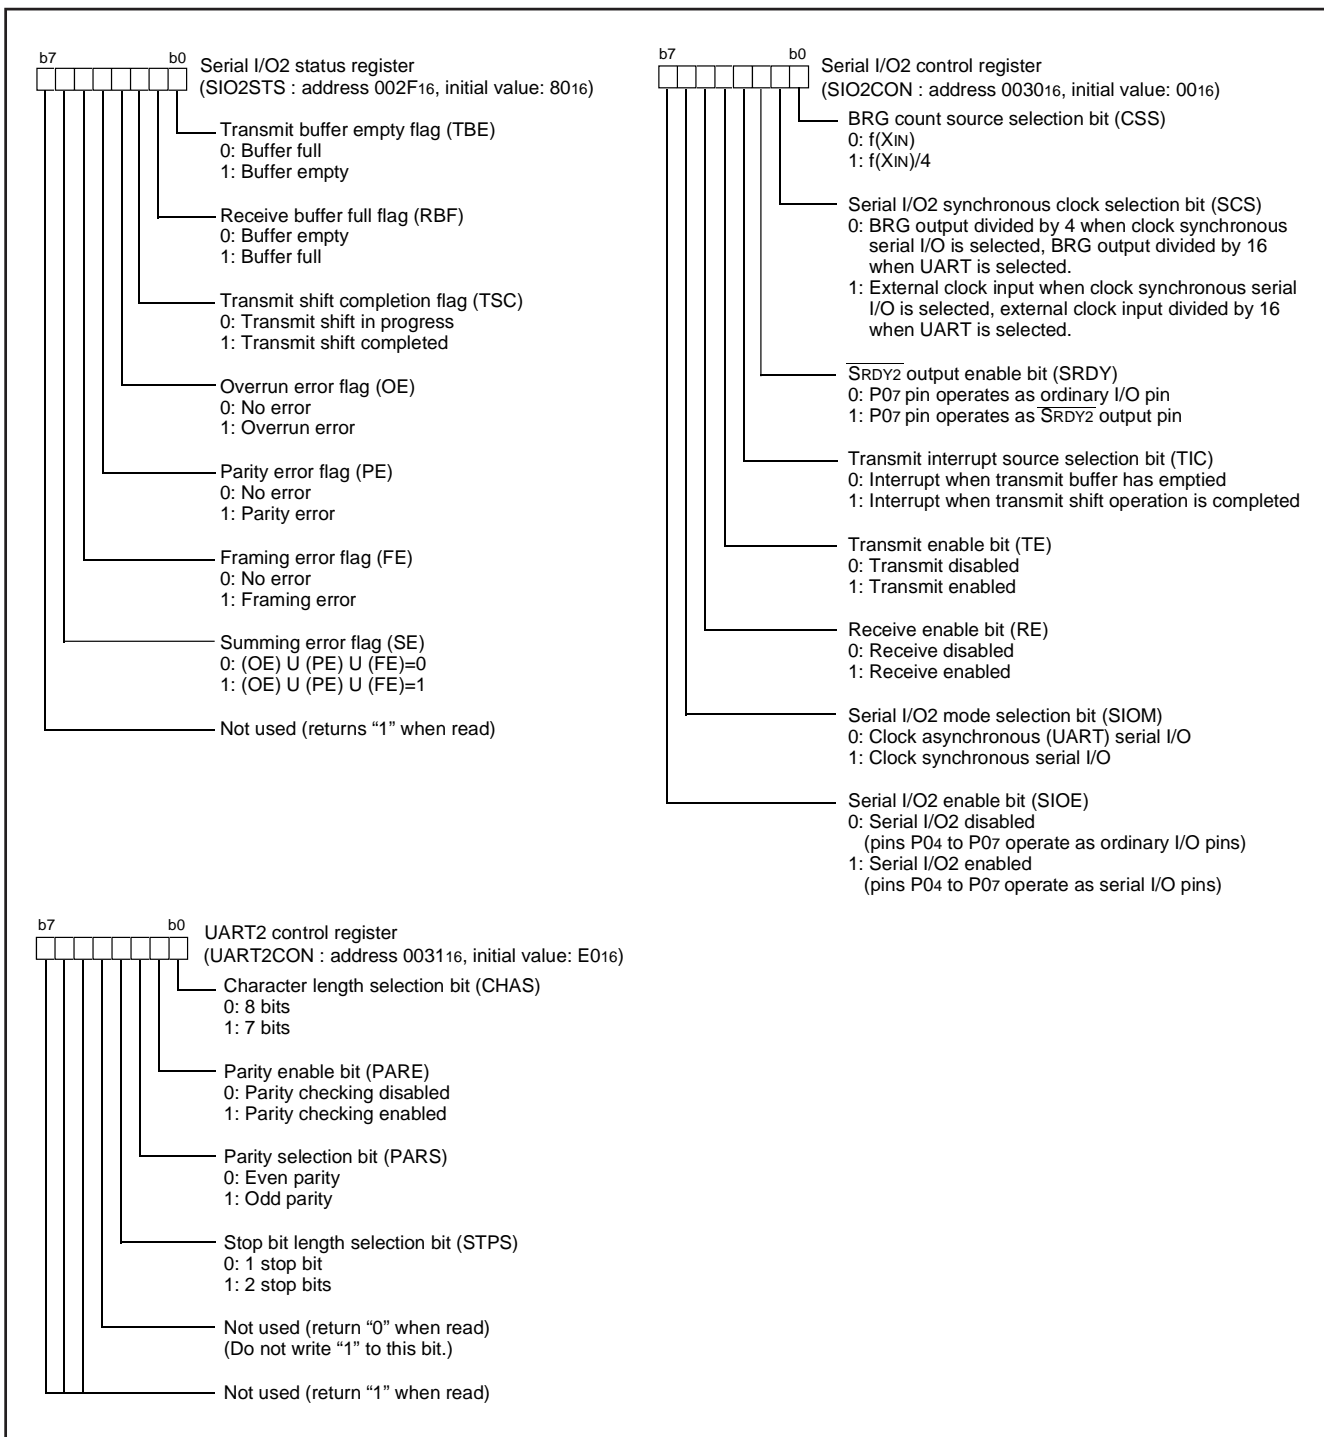 b7 b0
Serial I/O2 status register
(SIO2STS : address 002F16, initial value: 8016)
Transmit buffer empty flag (TBE)
0: Buffer full
1: Buffer empty
Receive buffer full flag (RBF)
0: Buffer empty
1: Buffer full
Transmit shift completion flag (TSC)
0: Transmit shift in progress
1: Transmit shift completed
Overrun error flag (OE)
0: No error
1: Overrun error
Parity error flag (PE)
0: No error
1: Parity error
Framing error flag (FE)
0: No error
1: Framing error
Summing error flag (SE)
0: (OE) U (PE) U (FE)=0
1: (OE) U (PE) U (FE)=1
Not used (returns “1” when read)
b7 b0
Serial I/O2 control register
(SIO2CON : address 003016, initial value: 0016)
BRG count source selection bit (CSS)
0: f(XIN)
1: f(XIN)/4
Serial I/O2 synchronous clock selection bit (SCS)
0: BRG output divided by 4 when clock synchronous
serial I/O is selected, BRG output divided by 16
when UART is selected.
1: External clock input when clock synchronous serial
I/O is selected, external clock input divided by 16
when UART is selected.
SRDY2 output enable bit (SRDY)
0: P07 pin operates as ordinary I/O pin
1: P07 pin operates as SRDY2 output pin
Transmit interrupt source selection bit (TIC)
0: Interrupt when transmit buffer has emptied
1: Interrupt when transmit shift operation is completed
Transmit enable bit (TE)
0: Transmit disabled
1: Transmit enabled
Receive enable bit (RE)
0: Receive disabled
1: Receive enabled
Serial I/O2 mode selection bit (SIOM)
0: Clock asynchronous (UART) serial I/O
1: Clock synchronous serial I/O
Serial I/O2 enable bit (SIOE)
0: Serial I/O2 disabled
(pins P04 to P07 operate as ordinary I/O pins)
1: Serial I/O2 enabled
(pins P04 to P07 operate as serial I/O pins)
b7 b0
UART2 control register
(UART2CON : address 003116, initial value: E016)
Character length selection bit (CHAS)
0: 8 bits
1: 7 bits
Parity enable bit (PARE)
0: Parity checking disabled
1: Parity checking enabled
Parity selection bit (PARS)
0: Even parity
1: Odd parity
Stop bit length selection bit (STPS)
0: 1 stop bit
1: 2 stop bits
Not used (return “0” when read)
(Do not write “1” to this bit.)
Not used (return “1” when read)